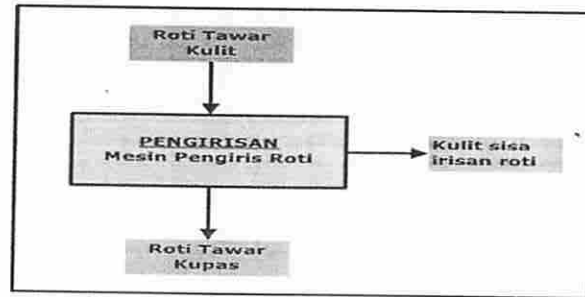 Roti Tawar
Kulit
PENGIRISAN
Mesin Pengiris Roti
Kulit sisa
irisan roti
Roti Tawar
Kupas